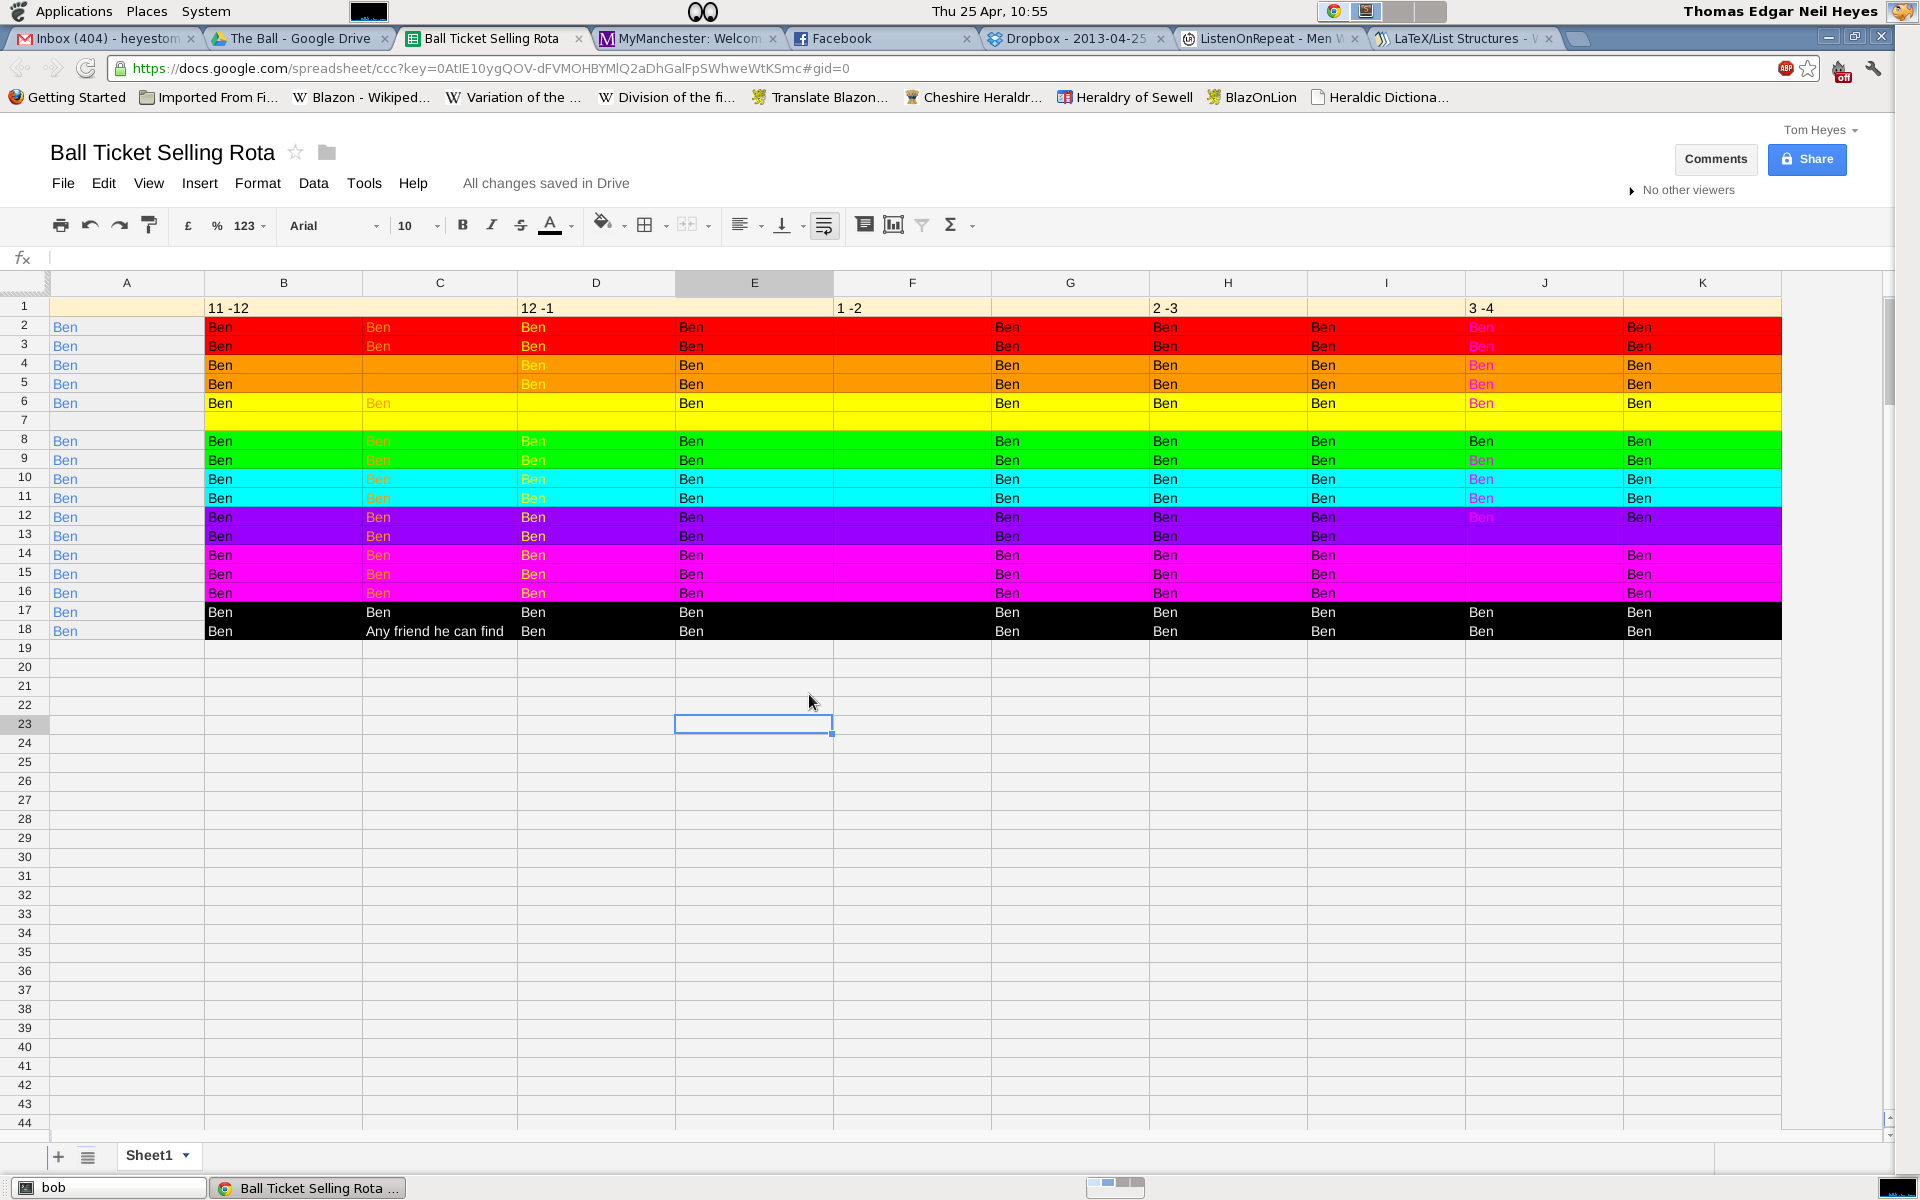 Applications Places System Thu 25 Apr, 10:55 Thomas Edgar Neil Heyes
Inbox (404) - heyestom The Ball - Google Drive Ball Ticket Selling Rota MyManchester: Welcom Facebook Dropbox - 2013-04-25 ListenOnRepeat - Men W LaTeX/List Structures - W
https://docs.google.com/spreadsheet/ccc?key=0AtIE10ygQOV-dFVMOHBYMlQ2aDhGalFpSWhweWtKSmc#gid=0 ABP off
Getting Started Imported From Fi... Blazon - Wikiped... Variation of the ... Division of the fi... Translate Blazon... Cheshire Heraldr... Heraldry of Sewell BlazOnLion Heraldic Dictiona...
Tom Heyes
Ball Ticket Selling Rota Comments Share
File Edit View Insert Format Data Tools Help All changes saved in Drive No other viewers
£ % 123 Arial 10 B I S A Σ
fx
A B C D E F G H I J K
1 11 -12 12 -1 1 -2 2 -3 3 -4
2 Ben Ben Ben Ben Ben Ben Ben Ben Ben Ben
3 Ben Ben Ben Ben Ben Ben Ben Ben Ben Ben
4 Ben Ben Ben Ben Ben Ben Ben Ben Ben
5 Ben Ben Ben Ben Ben Ben Ben Ben Ben
6 Ben Ben Ben Ben Ben Ben Ben Ben Ben
7
8 Ben Ben Ben Ben Ben Ben Ben Ben Ben Ben
9 Ben Ben Ben Ben Ben Ben Ben Ben Ben Ben
10 Ben Ben Ben Ben Ben Ben Ben Ben Ben Ben
11 Ben Ben Ben Ben Ben Ben Ben Ben Ben Ben
12 Ben Ben Ben Ben Ben Ben Ben Ben Ben Ben
13 Ben Ben Ben Ben Ben Ben Ben Ben
14 Ben Ben Ben Ben Ben Ben Ben Ben Ben
15 Ben Ben Ben Ben Ben Ben Ben Ben Ben
16 Ben Ben Ben Ben Ben Ben Ben Ben Ben
17 Ben Ben Ben Ben Ben Ben Ben Ben Ben Ben
18 Ben Ben Any friend he can find Ben Ben Ben Ben Ben Ben Ben
19
20
21
22
23
24
25
26
27
28
29
30
31
32
33
34
35
36
37
38
39
40
41
42
43
44
Sheet1
bob Ball Ticket Selling Rota ...